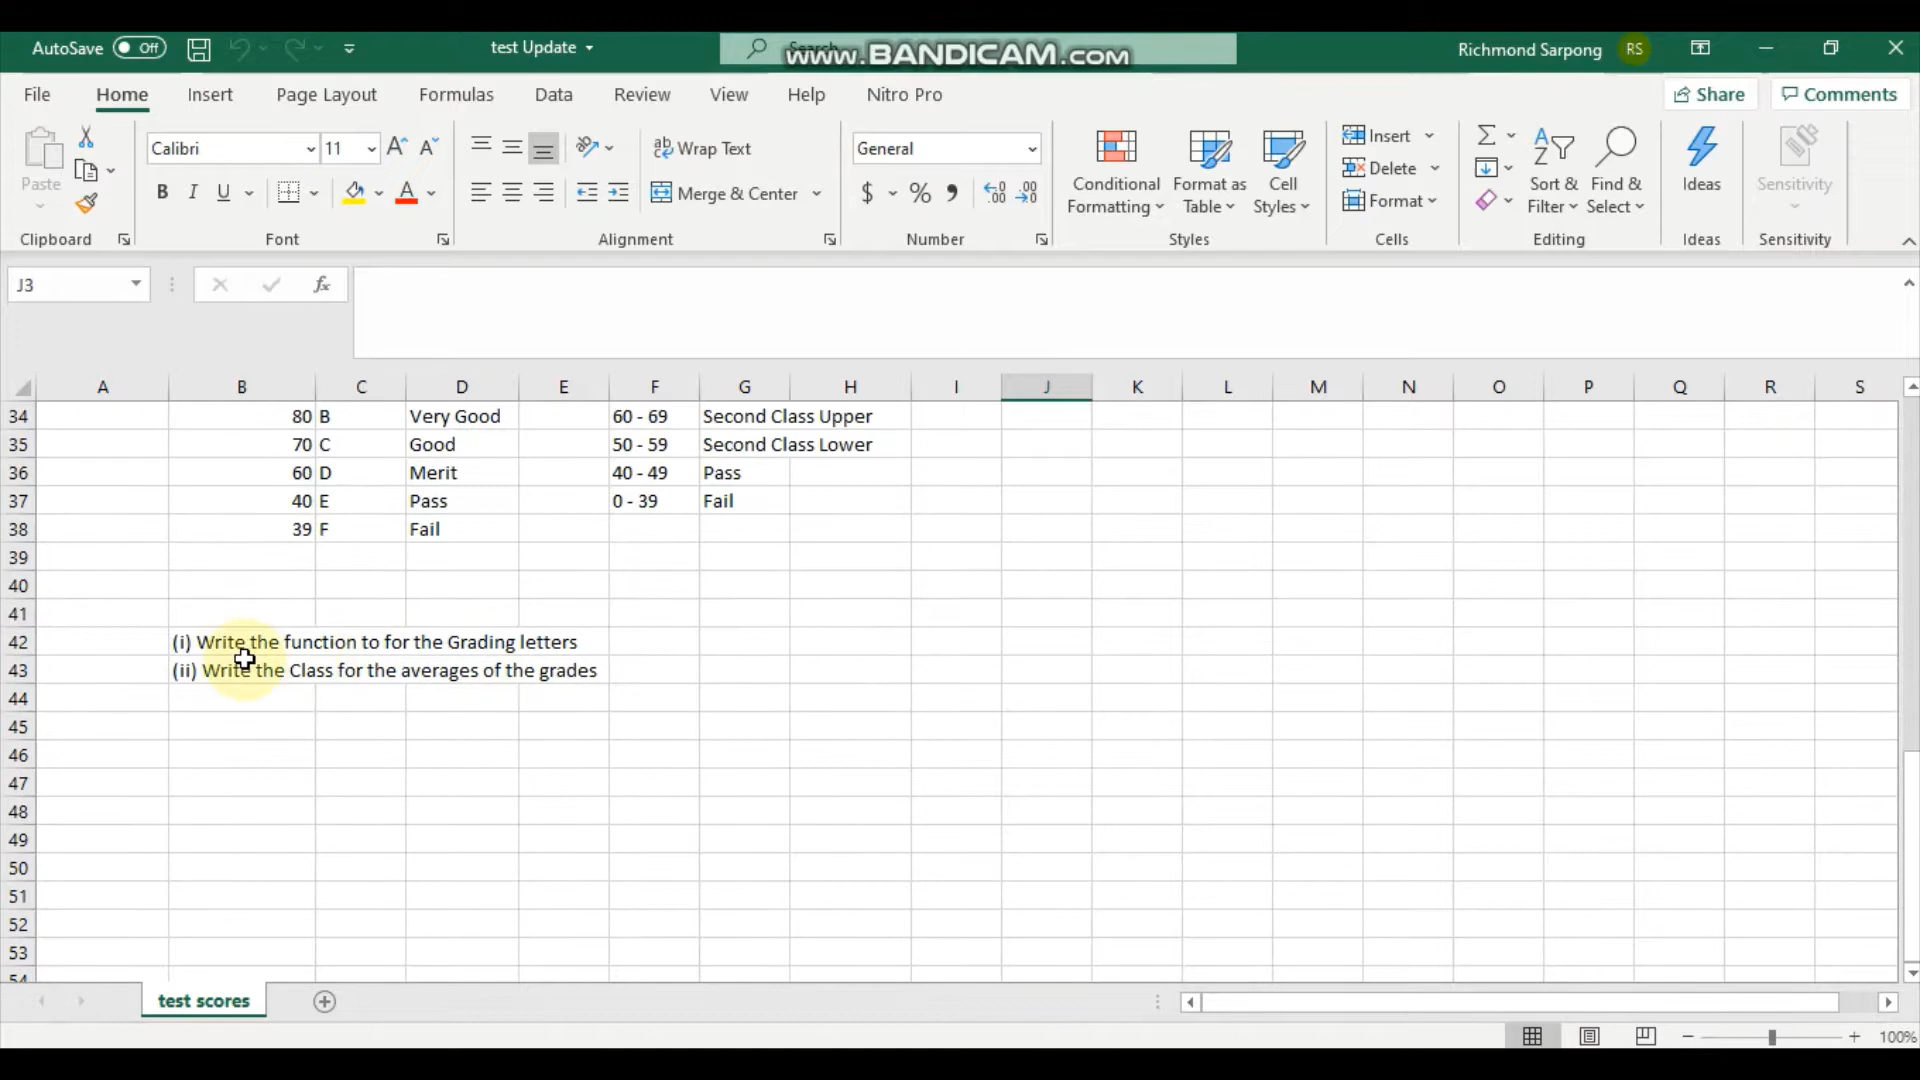 AutoSave Off test Update Search www.BANDICAM.com Richmond Sarpong RS
File Home Insert Page Layout Formulas Data Review View Help Nitro Pro Share Comments
Paste Calibri 11 A A Wrap Text General Conditional Formatting Format as Table Cell Styles Insert Sort & Filter Find & Select Ideas Sensitivity
Delete
B I U A Merge & Center $ % Format
Clipboard Font Alignment Number Styles Cells Editing Ideas Sensitivity
J3 fx
A B C D E F G H I J K L M N O P Q R S
34 80 B Very Good 60 - 69 Second Class Upper
35 70 C Good 50 - 59 Second Class Lower
36 60 D Merit 40 - 49 Pass
37 40 E Pass 0 - 39 Fail
38 39 F Fail
39
40
41
42 (i) Write the function to for the Grading letters
43 (ii) Write the Class for the averages of the grades
44
45
46
47
48
49
50
51
52
53
54
test scores
100%